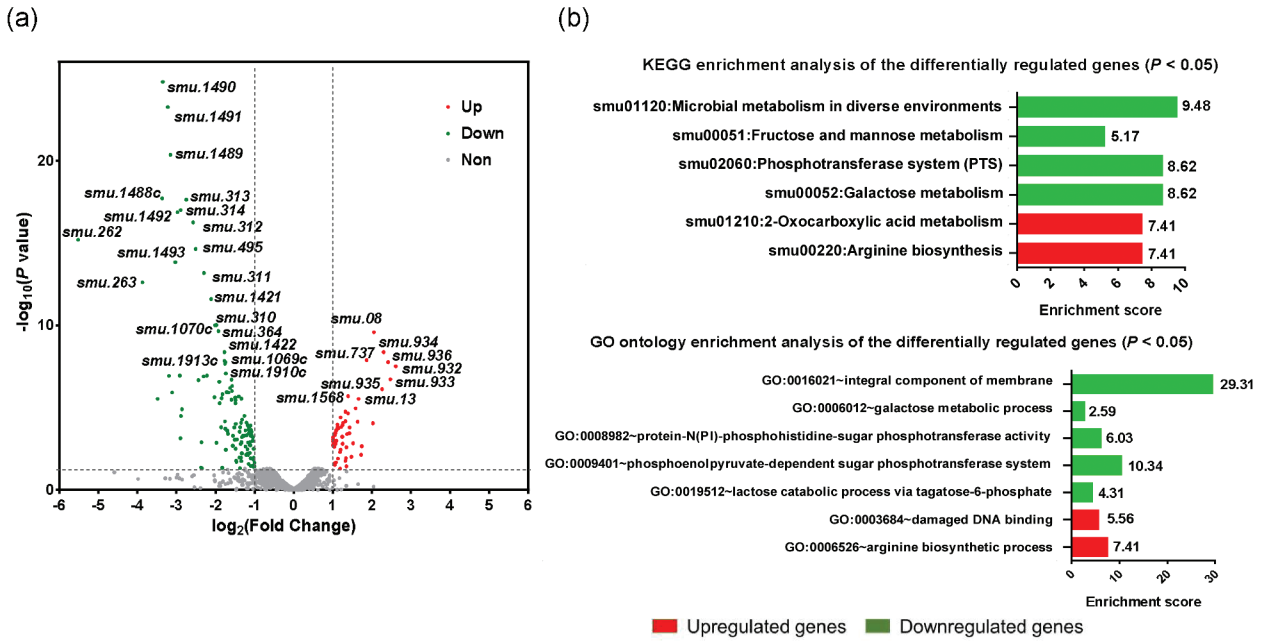 (a)
(b)
smu.1490
smu.1491
smu.1489
smu.1488c
smu.313
smu.1492
smu.314
smu.312
smu.262
smu.495
smu.1493
smu.311
smu.263
smu.1421
smu.310
smu.1070c
smu.364
smu.1422
smu.1913c
smu.1069c
smu.1910c
smu.08
smu.934
smu.737
smu.936
smu.932
smu.935
smu.933
smu.1568
smu.13
Up
Down
Non
20
10
0
-log10(P value)
-6 -5 -4 -3 -2 -1 0 1 2 3 4 5 6
log2(Fold Change)
KEGG enrichment analysis of the differentially regulated genes (P < 0.05)
smu01120:Microbial metabolism in diverse environments 9.48
smu00051:Fructose and mannose metabolism 5.17
smu02060:Phosphotransferase system (PTS) 8.62
smu00052:Galactose metabolism 8.62
smu01210:2-Oxocarboxylic acid metabolism 7.41
smu00220:Arginine biosynthesis 7.41
0 2 4 6 8 10
Enrichment score
GO ontology enrichment analysis of the differentially regulated genes (P < 0.05)
GO:0016021~integral component of membrane 29.31
GO:0006012~galactose metabolic process 2.59
GO:0008982~protein-N(PI)-phosphohistidine-sugar phosphotransferase activity 6.03
GO:0009401~phosphoenolpyruvate-dependent sugar phosphotransferase system 10.34
GO:0019512~lactose catabolic process via tagatose-6-phosphate 4.31
GO:0003684~damaged DNA binding 5.56
GO:0006526~arginine biosynthetic process 7.41
0 10 20 30
Enrichment score
Upregulated genes
Downregulated genes